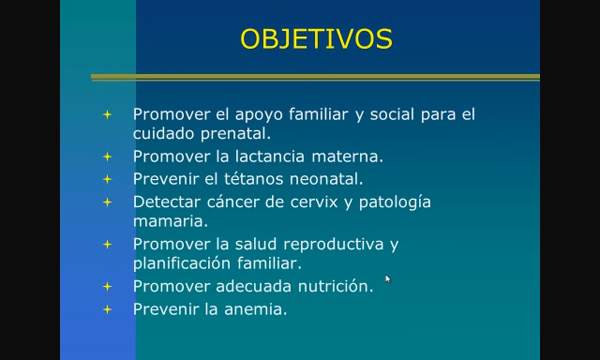 OBJETIVOS
Promover el apoyo familiar y social para el
cuidado prenatal.
Promover la lactancia materna.
Prevenir el tétanos neonatal.
Detectar cáncer de cervix y patología
mamaria.
Promover la salud reproductiva y
planificación familiar.
Promover adecuada nutrición.
Prevenir la anemia.